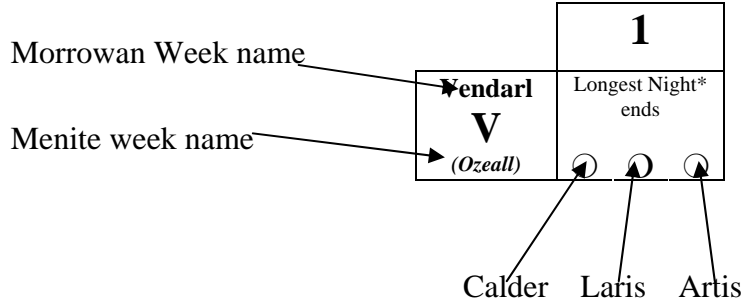 1
Morrowan Week name
Vendarl
Longest Night*
ends
V
Menite week name
(Ozeall)
Calder Laris Artis